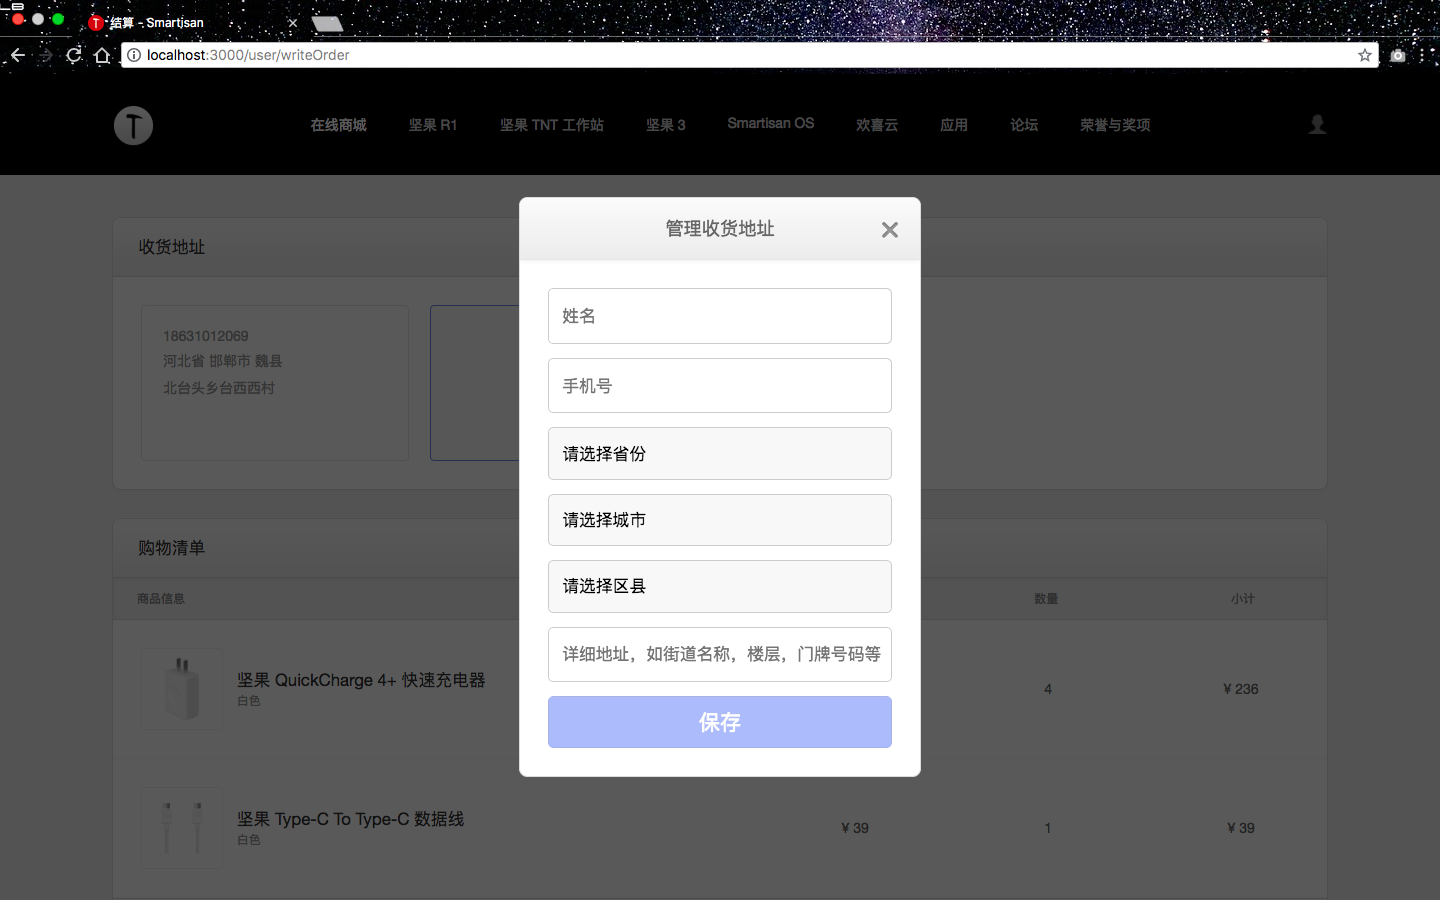 结算 - Smartisan
localhost:3000/user/writeOrder
在线商城 坚果 R1 坚果 TNT 工作站 坚果 3 Smartisan OS 欢喜云 应用 论坛 荣誉与奖项
管理收货地址
收货地址
姓名
18631012069
河北省 邯郸市 魏县
北台头乡台西西村
手机号
请选择省份
请选择城市
请选择区县
详细地址，如街道名称，楼层，门牌号码等
保存
购物清单
商品信息 数量 小计
坚果 QuickCharge 4+ 快速充电器
白色
4 ¥ 236
坚果 Type-C To Type-C 数据线
白色
¥ 39 1 ¥ 39